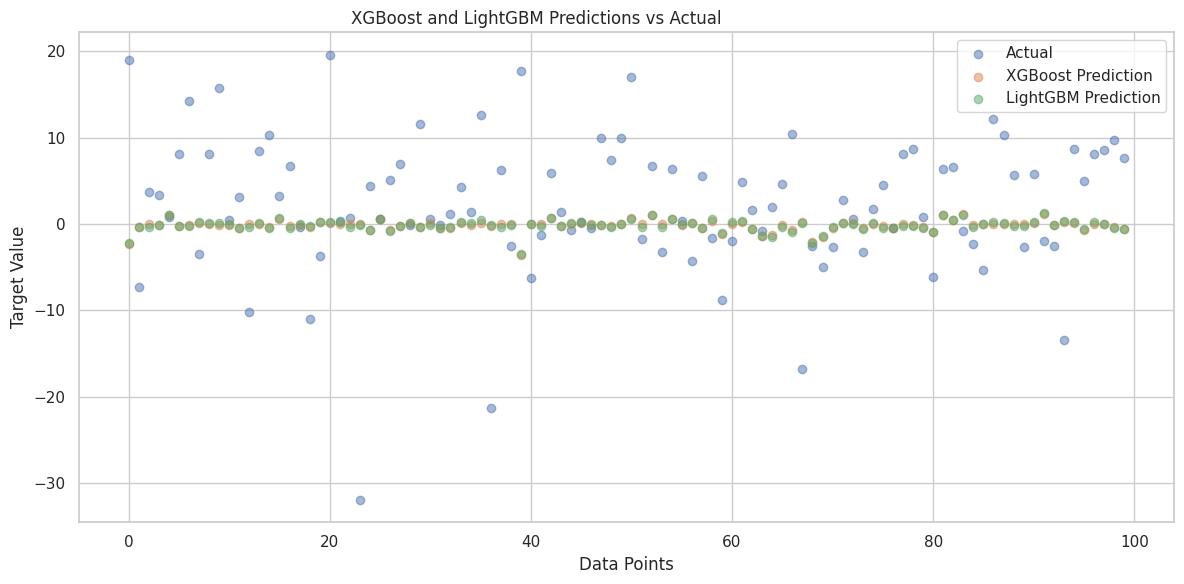 XGBoost and LightGBM Predictions vs Actual
Actual
XGBoost Prediction
LightGBM Prediction
Target Value
20
10
0
−10
−20
−30
0
20
40
60
80
100
Data Points